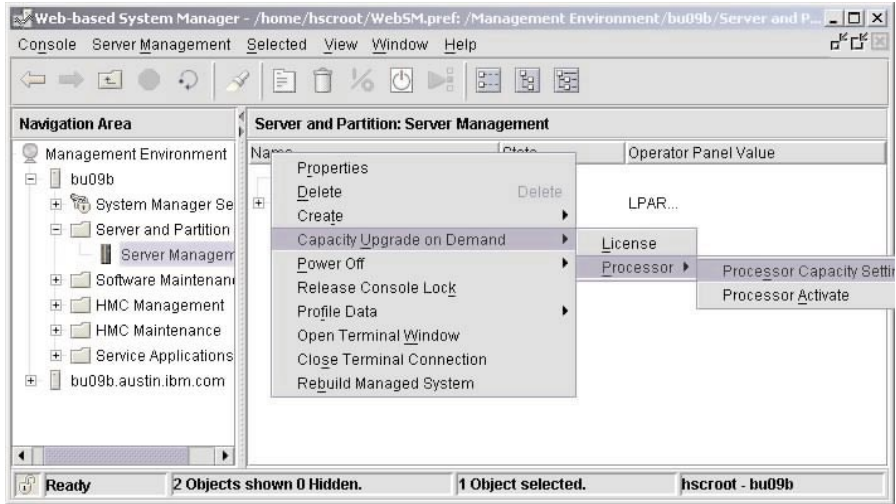 Web-based System Manager - /home/hscroot/WebSM.pref: /Management Environment/bu09b/Server and P...
Console Server Management Selected View Window Help
Navigation Area
Server and Partition: Server Management
Management Environment
bu09b
System Manager Se
Server and Partition
Server Managem
Software Maintenan
HMC Management
HMC Maintenance
Service Applications
bu09b.austin.ibm.com
Name State Operator Panel Value
LPAR...
Properties
Delete Delete
Create
Capacity Upgrade on Demand
Power Off
Release Console Lock
Profile Data
Open Terminal Window
Close Terminal Connection
Rebuild Managed System
License
Processor
Processor Capacity Settin
Processor Activate
Ready 2 Objects shown 0 Hidden. 1 Object selected. hscroot - bu09b